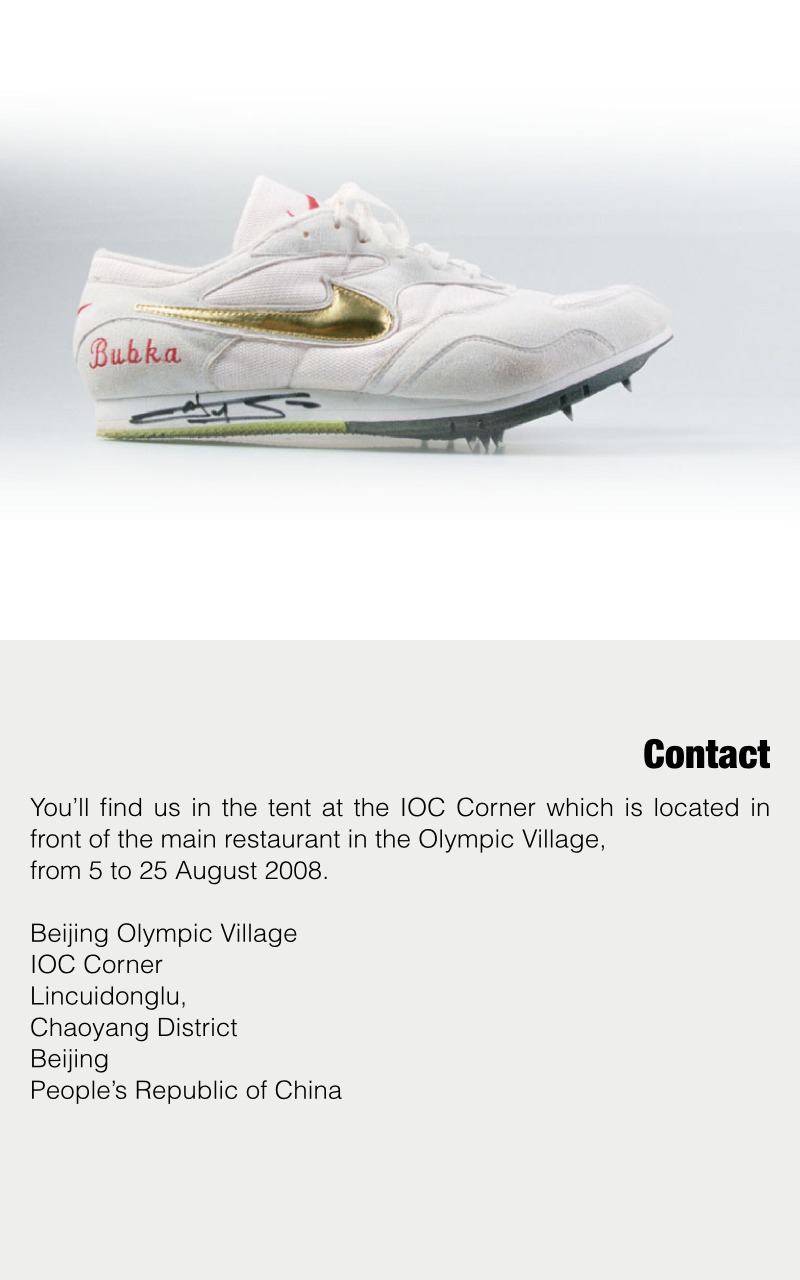 Bubka
Contact
You’ll find us in the tent at the IOC Corner which is located in
front of the main restaurant in the Olympic Village,
from 5 to 25 August 2008.
Beijing Olympic Village
IOC Corner
Lincuidonglu,
Chaoyang District
Beijing
People’s Republic of China